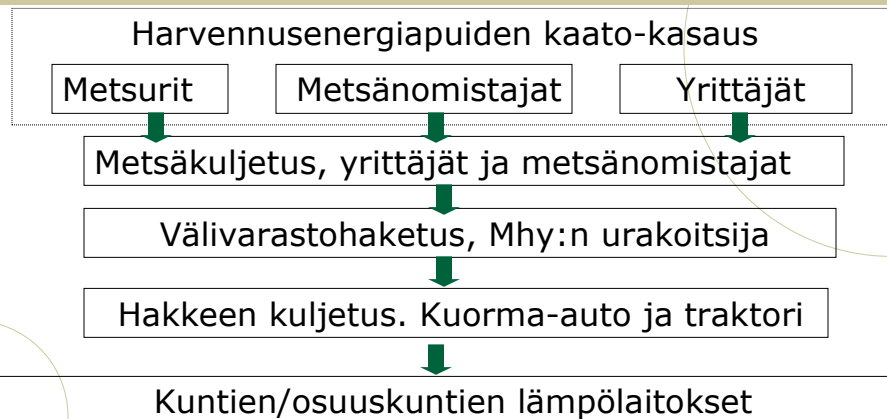 Harvennusenergiapuiden kaato-kasaus
Metsurit Metsänomistajat Yrittäjät
Metsäkuljetus, yrittäjät ja metsänomistajat
Välivarastohaketus, Mhy:n urakoitsija
Hakkeen kuljetus. Kuorma-auto ja traktori
Kuntien/osuuskuntien lämpölaitokset